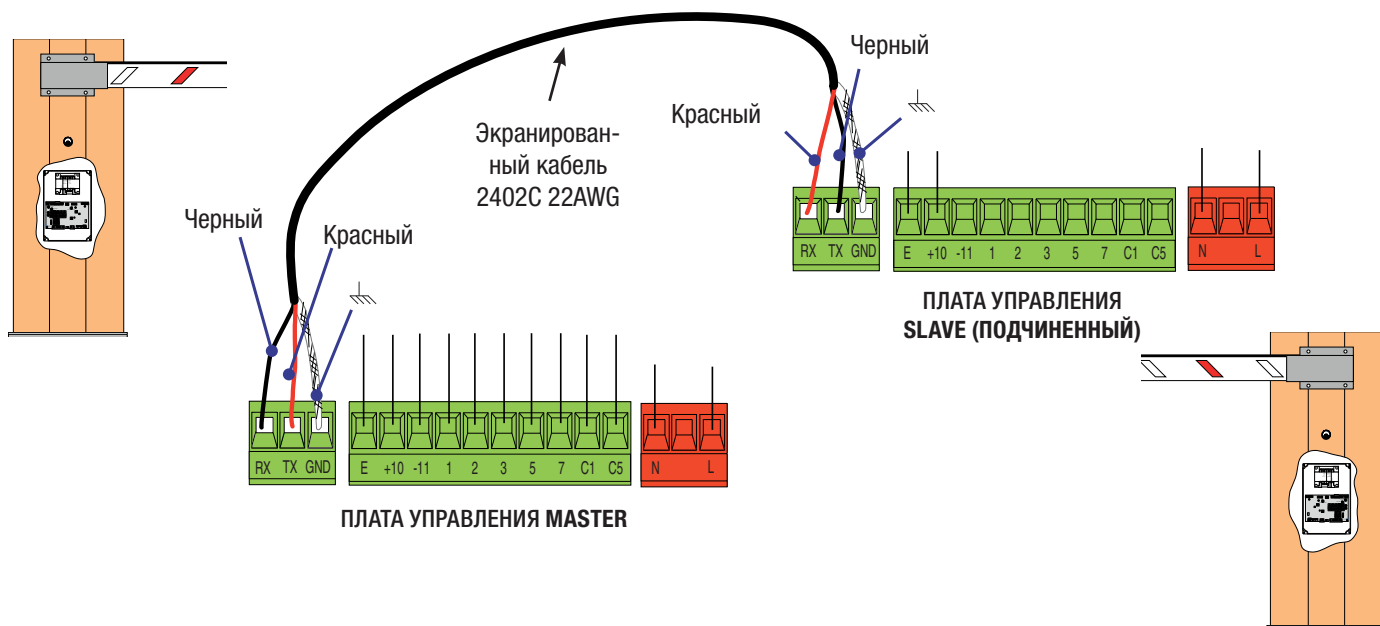 Черный
Красный
Экранирован-
ный кабель
2402C 22AWG
Черный
Красный
RX TX GND
E +10 -11 1 2 3 5 7 C1 C5
N L
ПЛАТА УПРАВЛЕНИЯ
SLAVE (ПОДЧИНЕННЫЙ)
RX TX GND
E +10 -11 1 2 3 5 7 C1 C5
N L
ПЛАТА УПРАВЛЕНИЯ MASTER